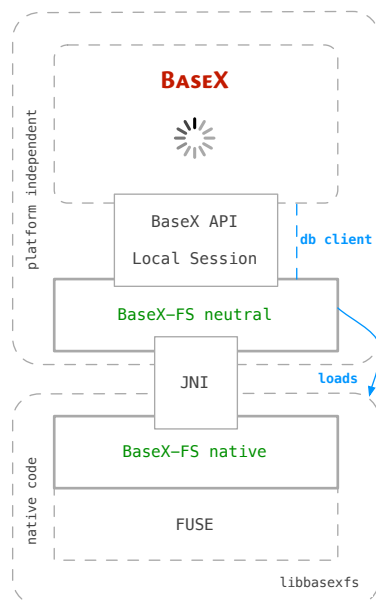 BASEX
platform independent
BaseX API
Local Session
db client
BaseX-FS neutral
JNI
loads
BaseX-FS native
native code
FUSE
libbasexfs